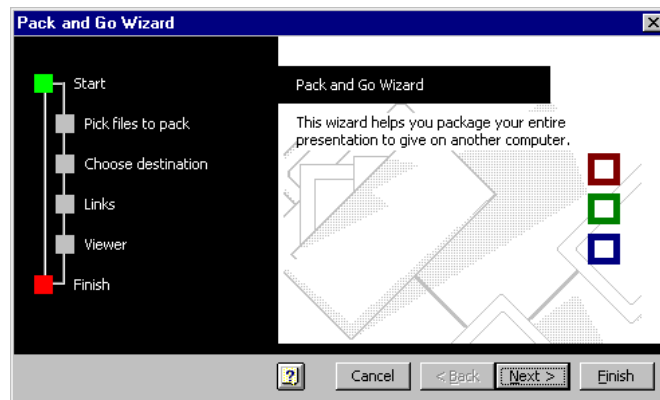 Pack and Go Wizard
Start
Pick files to pack
Choose destination
Links
Viewer
Finish
Pack and Go Wizard
This wizard helps you package your entire
presentation to give on another computer.
? Cancel < Back Next > Finish